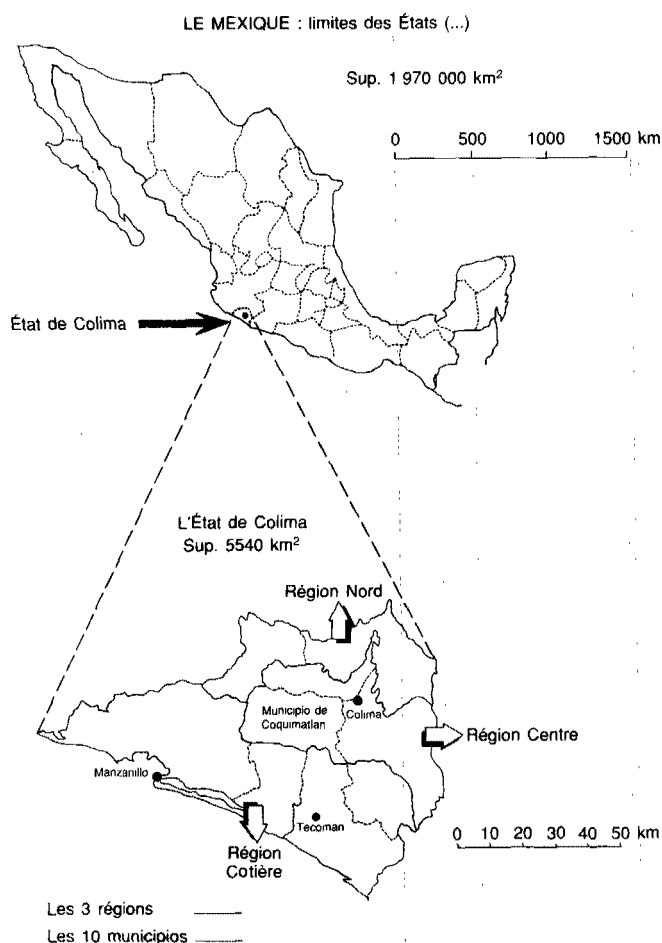 LE MEXIQUE : limites des États (...)
Sup. 1 970 000 km²
0 500 1000 1500 km
État de Colima
L'État de Colima
Sup. 5540 km²
Région Nord
Municipio de
Coquimatlan
Colima
Région Centre
Manzanillo
Tecoman
Région
Cotière
0 10 20 30 40 50 km
Les 3 régions
Les 10 municipios